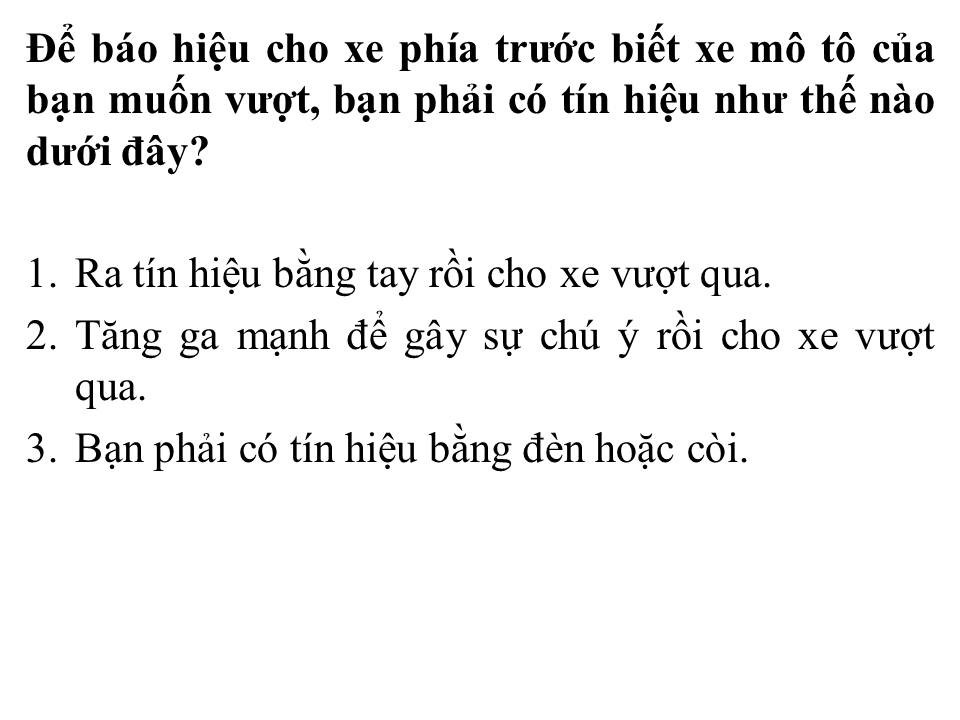 Để báo hiệu cho xe phía trước biết xe mô tô của
bạn muốn vượt, bạn phải có tín hiệu như thế nào
dưới đây?
1. Ra tín hiệu bằng tay rồi cho xe vượt qua.
2. Tăng ga mạnh để gây sự chú ý rồi cho xe vượt
qua.
3. Bạn phải có tín hiệu bằng đèn hoặc còi.